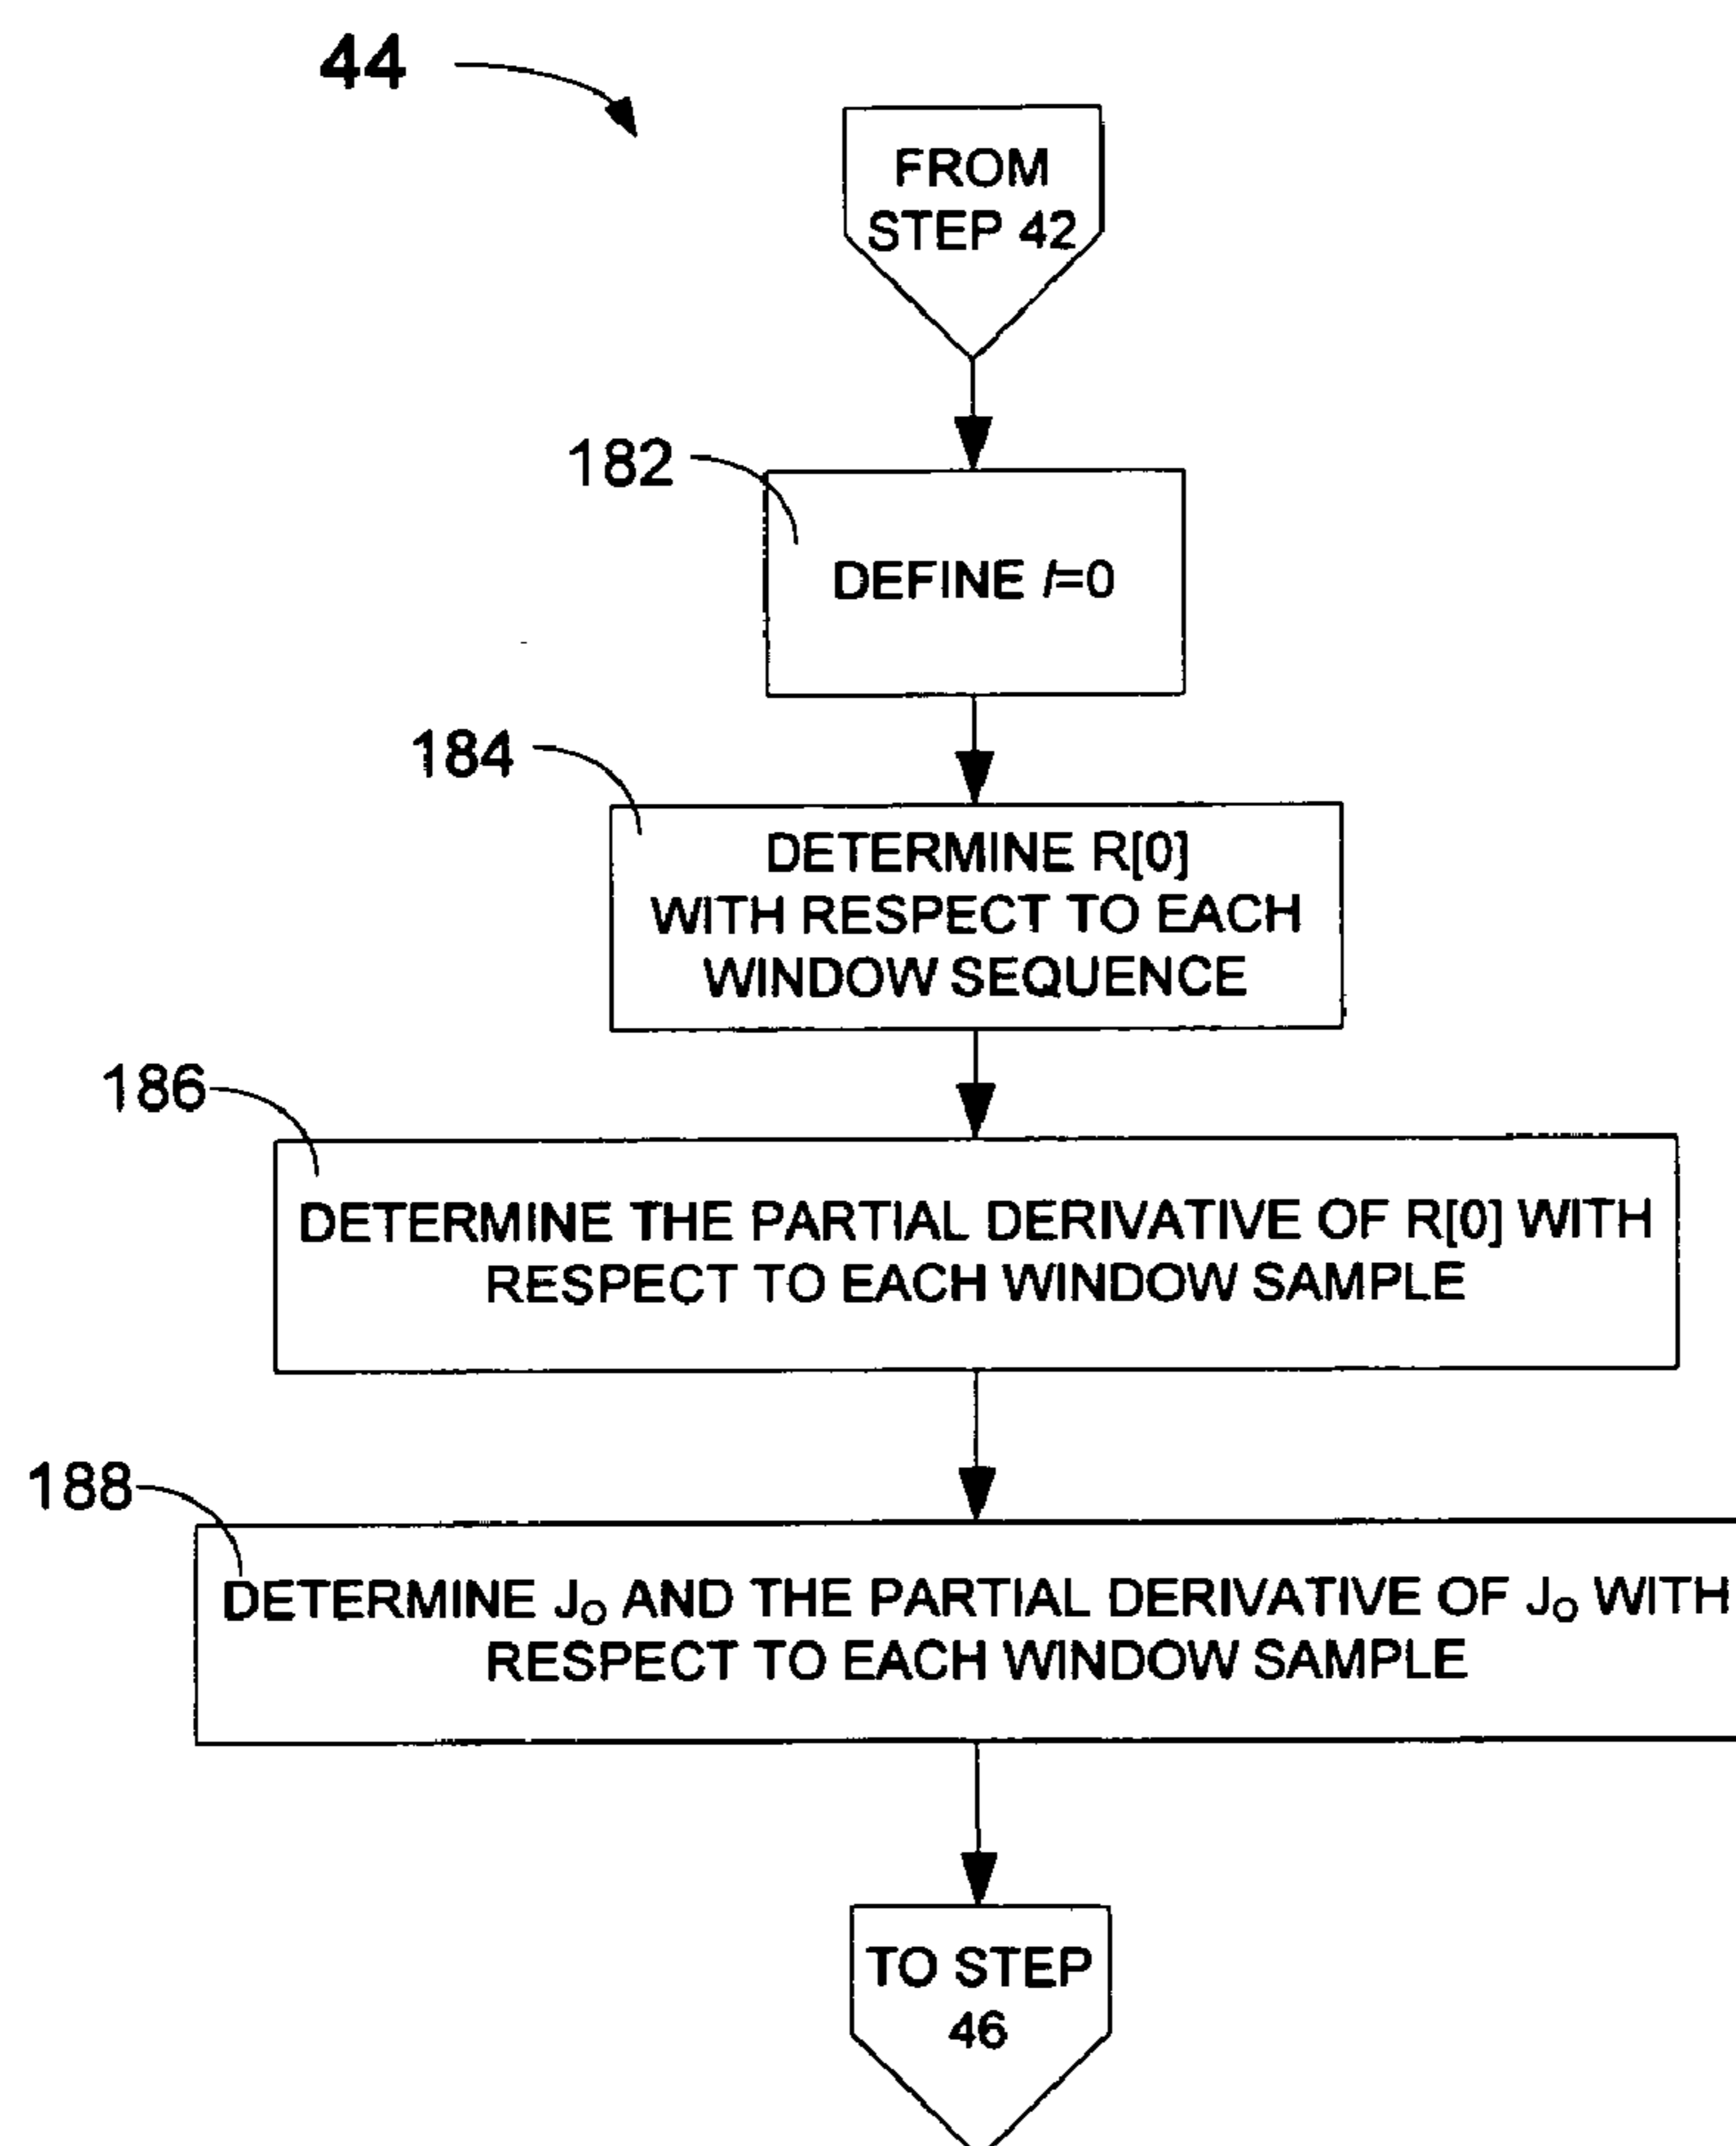 44
FROM
STEP 42
182
DEFINE l=0
184
DETERMINE R[0]
WITH RESPECT TO EACH
WINDOW SEQUENCE
186
DETERMINE THE PARTIAL DERIVATIVE OF R[0] WITH
RESPECT TO EACH WINDOW SAMPLE
188
DETERMINE J₀ AND THE PARTIAL DERIVATIVE OF J₀ WITH
RESPECT TO EACH WINDOW SAMPLE
TO STEP
46